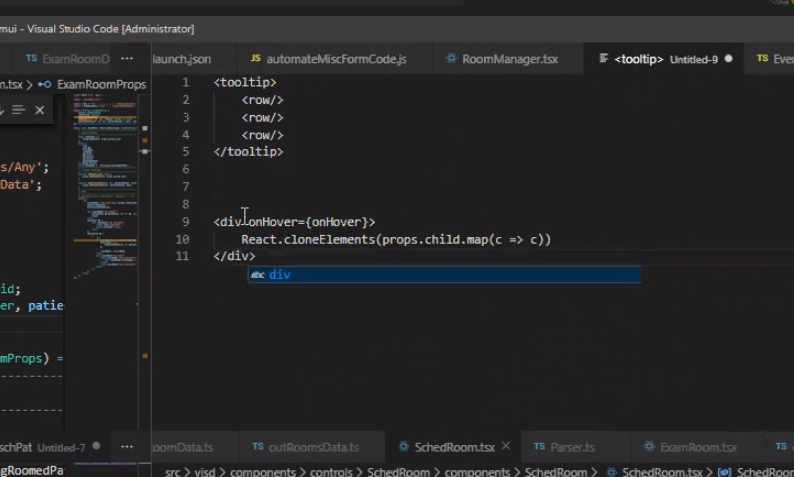 mui - Visual Studio Code [Administrator]
TS ExamRoomD ··· launch.json JS automateMiscFormCode.js RoomManager.tsx <tooltip> Untitled-9 ● TS Ever
m.tsx > ExamRoomProps
1 <tooltip>
2 <row/>
3 <row/>
4 <row/>
5 </tooltip>
6
7
8
9 <div onHover={onHover}>
10 React.cloneElements(props.child.map(c => c))
11 </div>
abc div
s/Any';
Data';
id;
er, patie
mProps) =
schPat Untitled-7 ● ··· oomData.ts TS outRoomsData.ts SchedRoom.tsx × TS Parser.ts ExamRoom.tsx TS
gRoomedPa src > visd > components > controls > SchedRoom > components > SchedRoom > SchedRoom.tsx > SchedRoom